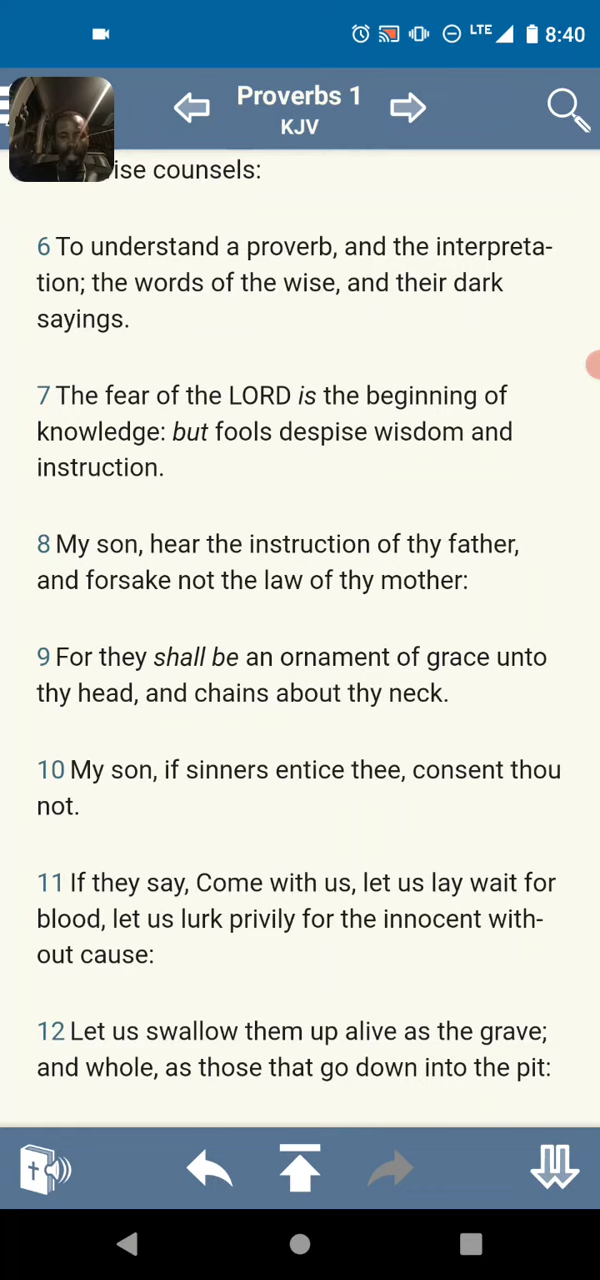 LTE 8:40
Proverbs 1
KJV
ise counsels:
6 To understand a proverb, and the interpreta-
tion; the words of the wise, and their dark
sayings.
7 The fear of the LORD is the beginning of
knowledge: but fools despise wisdom and
instruction.
8 My son, hear the instruction of thy father,
and forsake not the law of thy mother:
9 For they shall be an ornament of grace unto
thy head, and chains about thy neck.
10 My son, if sinners entice thee, consent thou
not.
11 If they say, Come with us, let us lay wait for
blood, let us lurk privily for the innocent with-
out cause:
12 Let us swallow them up alive as the grave;
and whole, as those that go down into the pit: